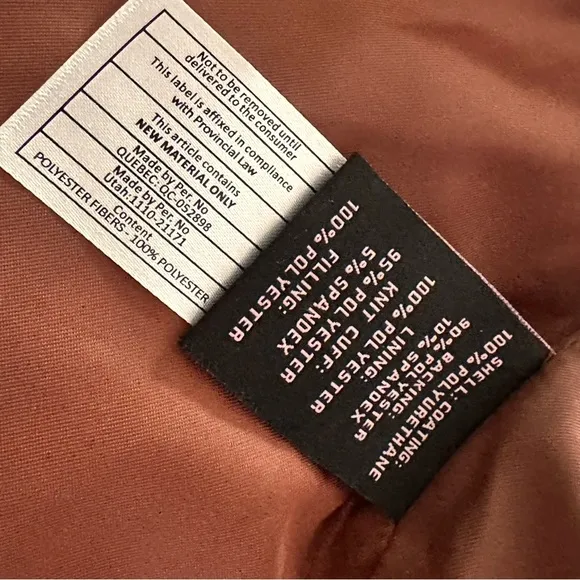 Not to be removed until
delivered to the consumer
This label is affixed in compliance
with Provincial Law
This article contains
NEW MATERIAL ONLY
Made by Per. No
QUEBEC: QC-052898
Made by Per. No
Utah:1110-21171
Content
POLYESTER FIBERS - 100% POLYESTER
SHELL: COATING:
100% POLYURETHANE
BACKING:
90% POLYESTER
10% SPANDEX
LINING:
100% POLYESTER
KNIT CUFF:
95% POLYESTER
5% SPANDEX
FILLING:
100% POLYESTER